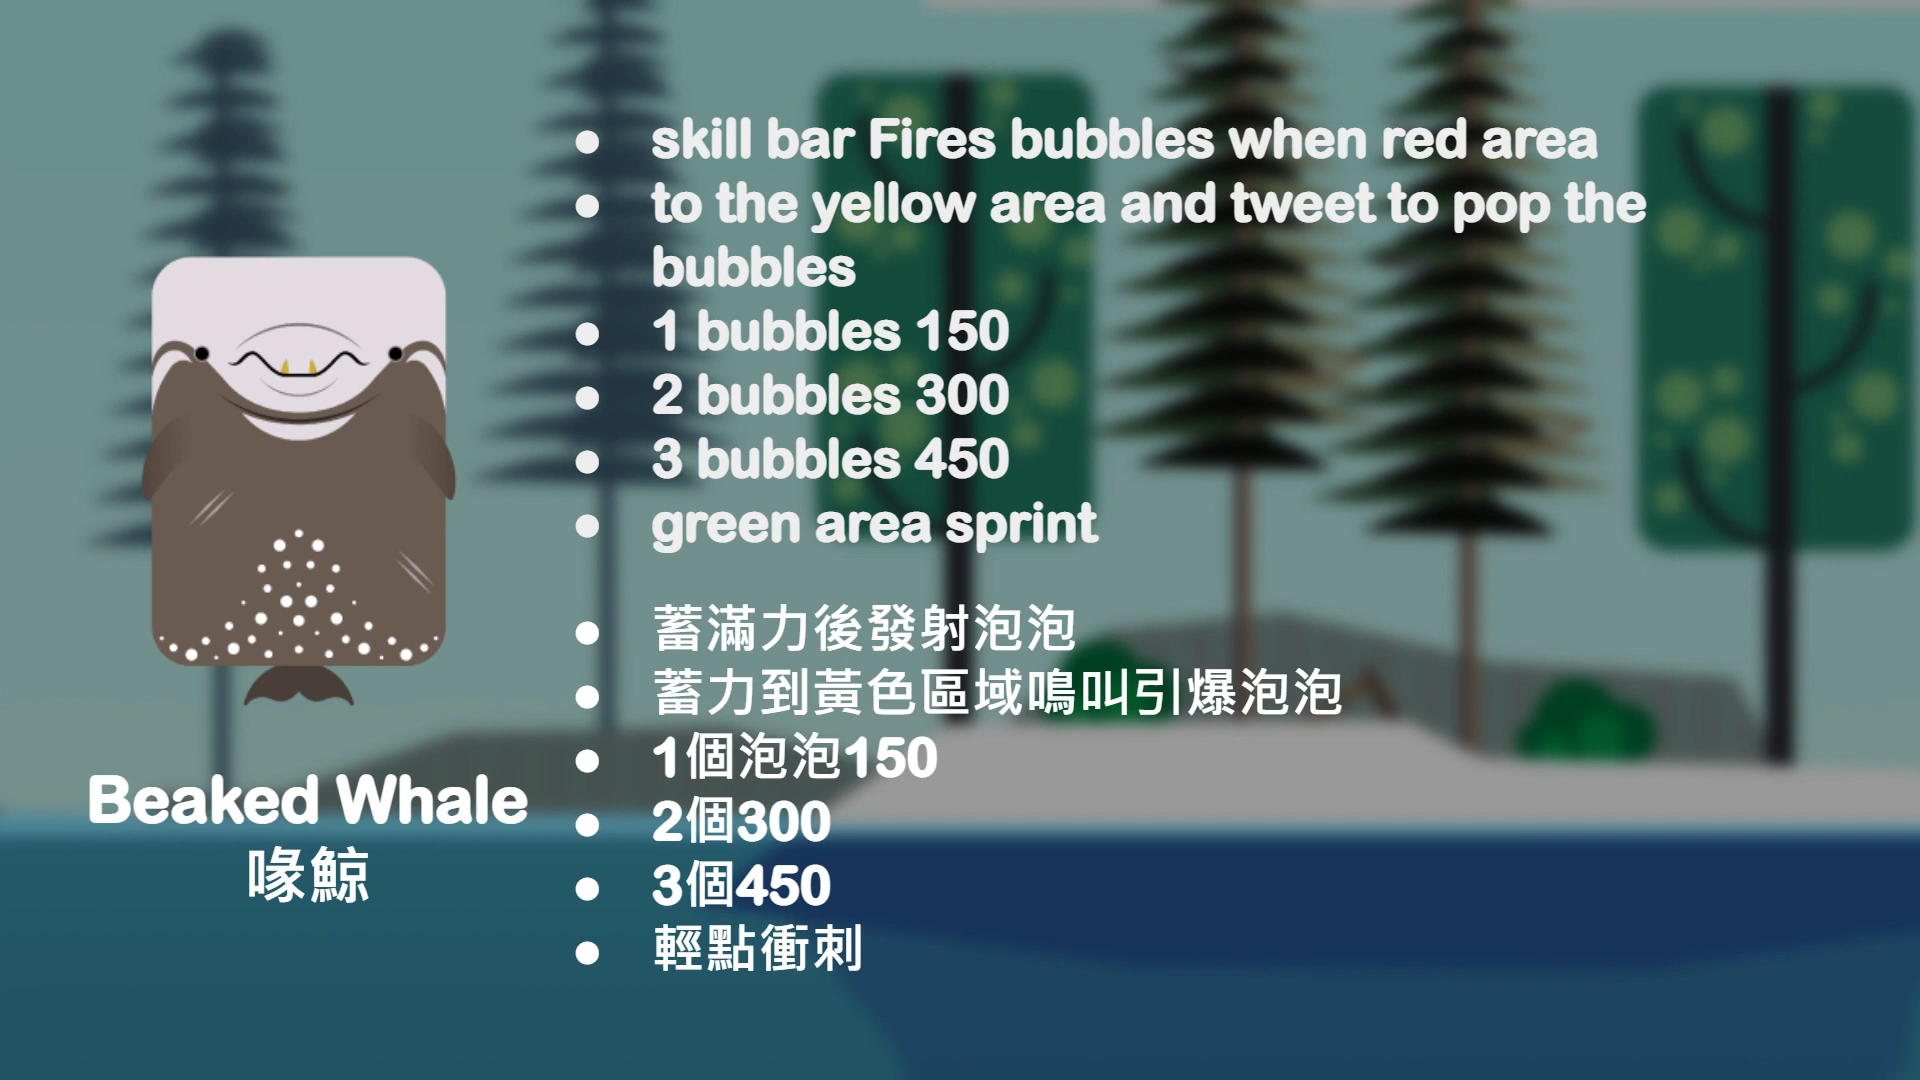 skill bar Fires bubbles when red area
to the yellow area and tweet to pop the
bubbles
1 bubbles 150
2 bubbles 300
3 bubbles 450
green area sprint
蓄滿力後發射泡泡
蓄力到黃色區域鳴叫引爆泡泡
1個泡泡150
2個300
3個450
輕點衝刺
Beaked Whale
喙鯨